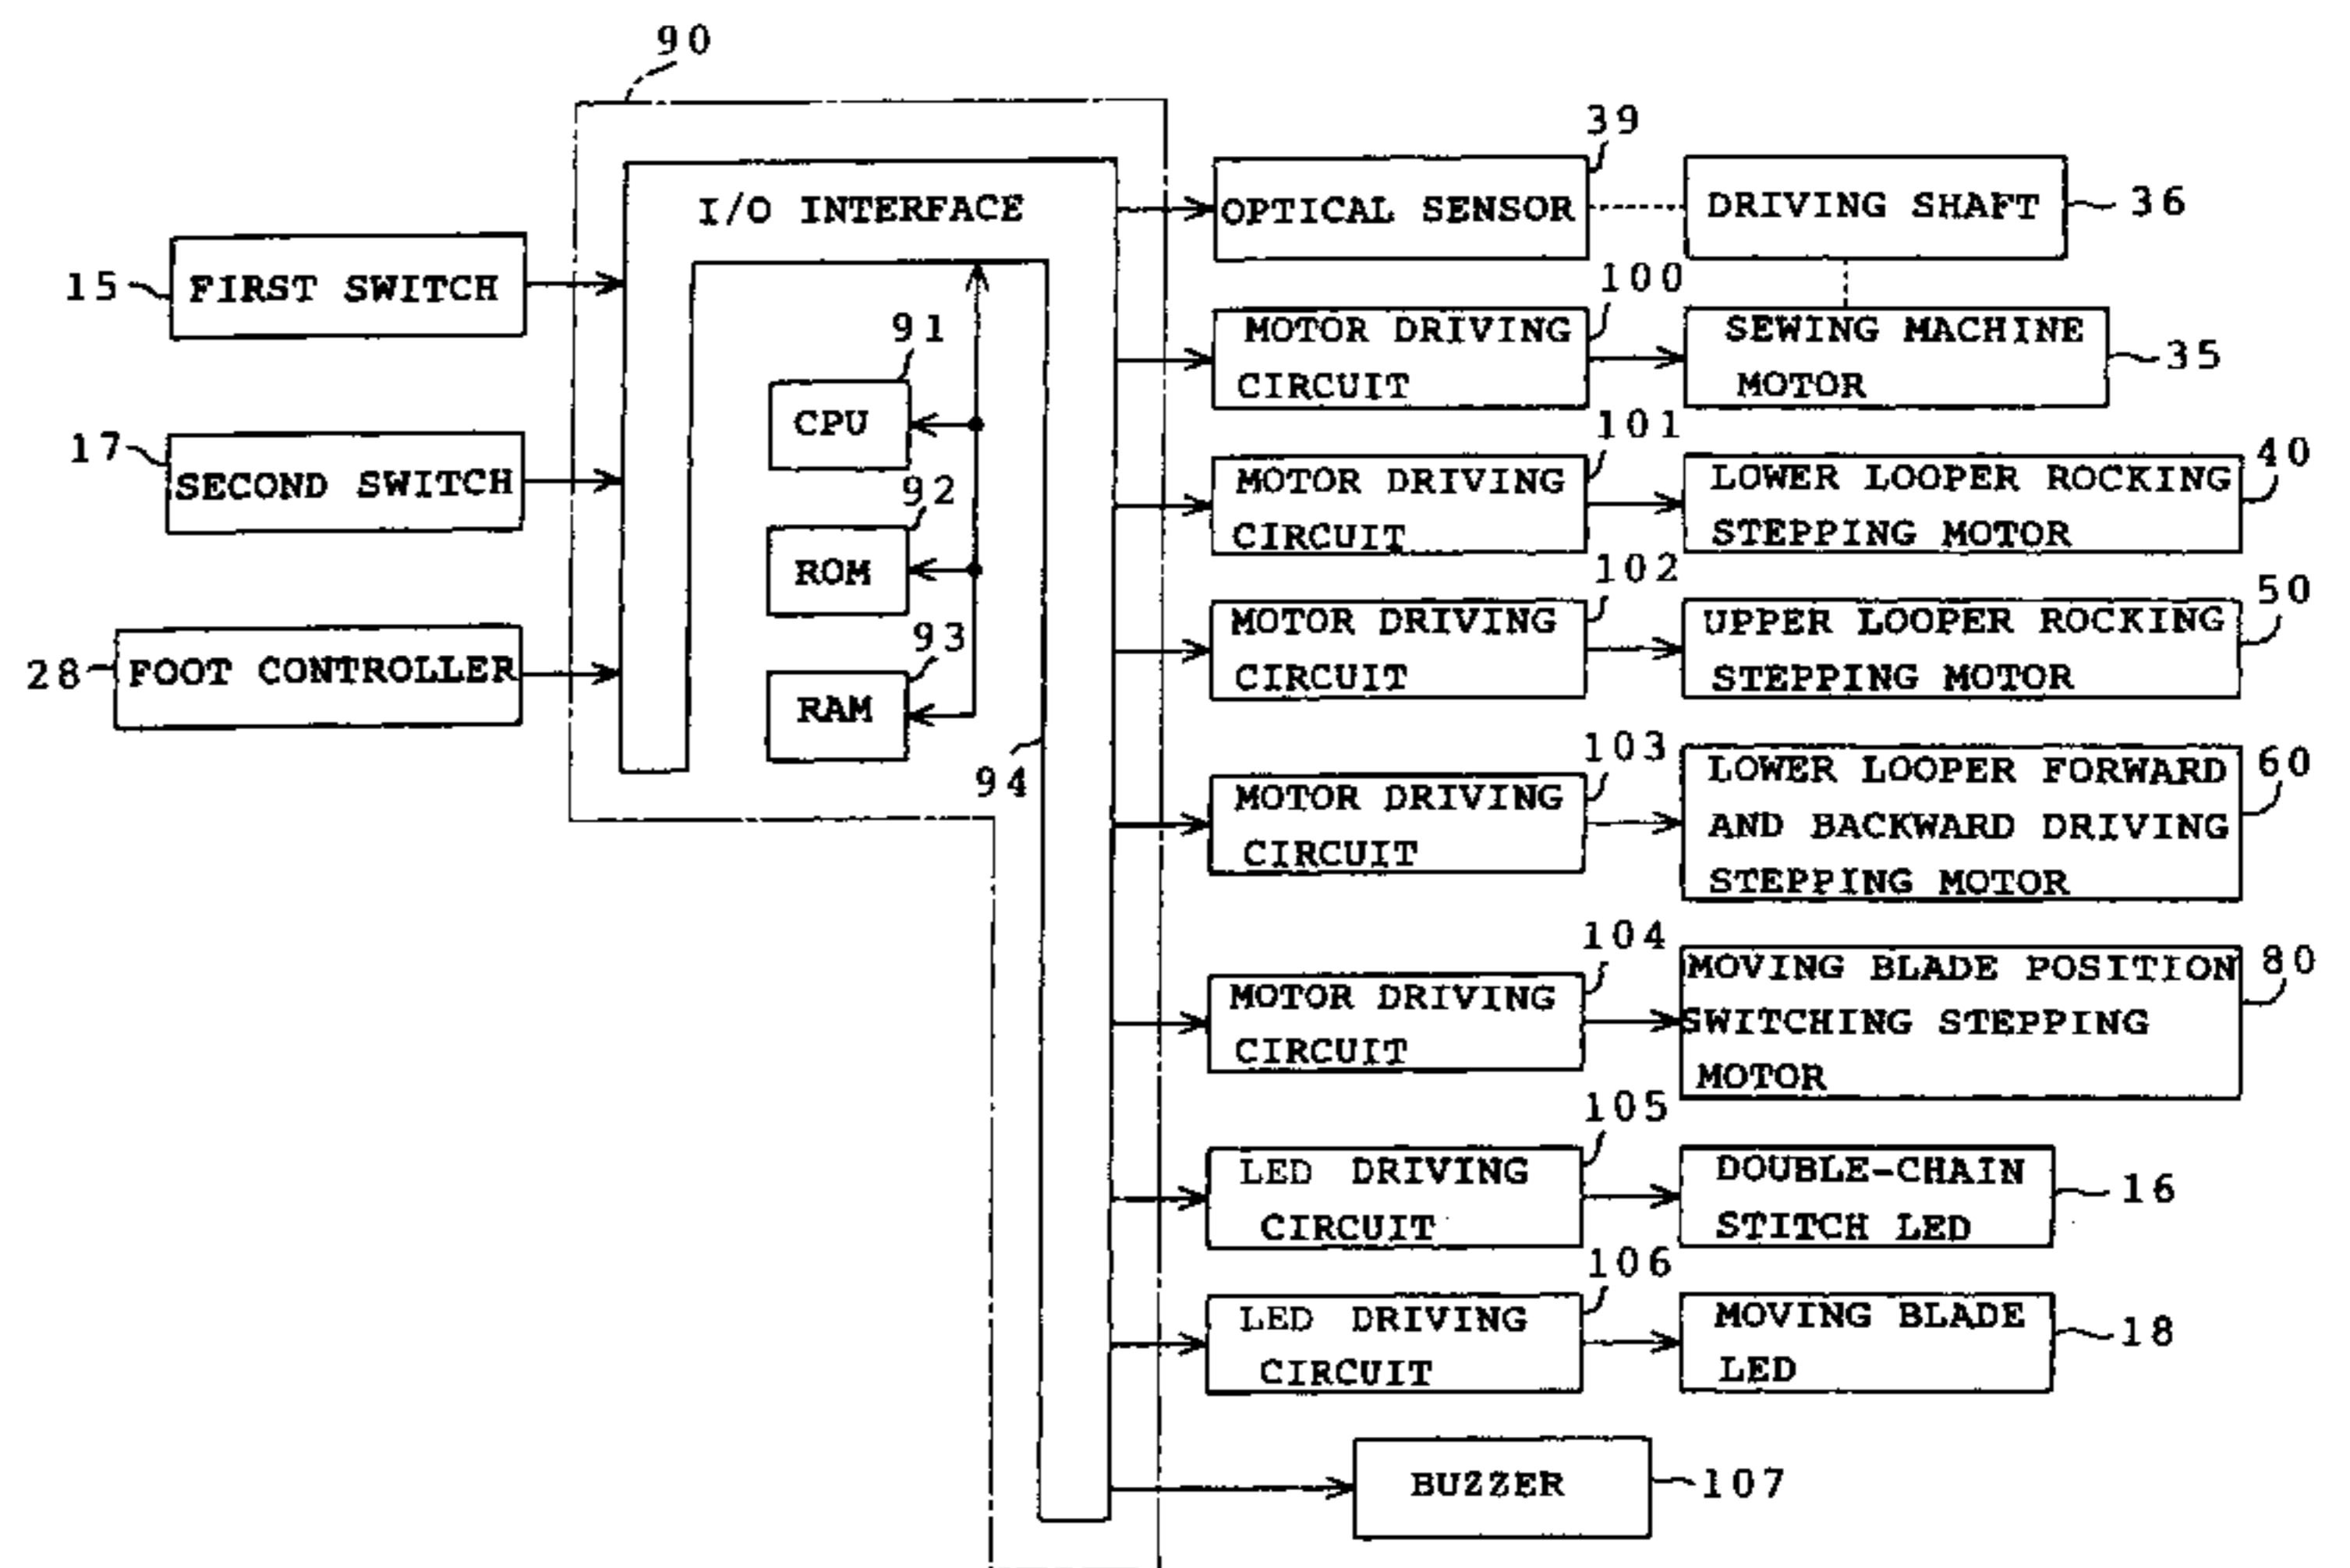 90
39
I/O INTERFACE
OPTICAL SENSOR
DRIVING SHAFT
36
15
FIRST SWITCH
100
MOTOR DRIVING
CIRCUIT
SEWING MACHINE
MOTOR
35
91
CPU
101
17
SECOND SWITCH
MOTOR DRIVING
CIRCUIT
LOWER LOOPER ROCKING
STEPPING MOTOR
40
92
ROM
102
MOTOR DRIVING
CIRCUIT
UPPER LOOPER ROCKING
STEPPING MOTOR
50
28
FOOT CONTROLLER
93
RAM
94
103
MOTOR DRIVING
CIRCUIT
LOWER LOOPER FORWARD
AND BACKWARD DRIVING
STEPPING MOTOR
60
104
MOTOR DRIVING
CIRCUIT
MOVING BLADE POSITION
SWITCHING STEPPING
MOTOR
80
105
LED DRIVING
CIRCUIT
DOUBLE-CHAIN
STITCH LED
16
106
LED DRIVING
CIRCUIT
MOVING BLADE
LED
18
BUZZER
107